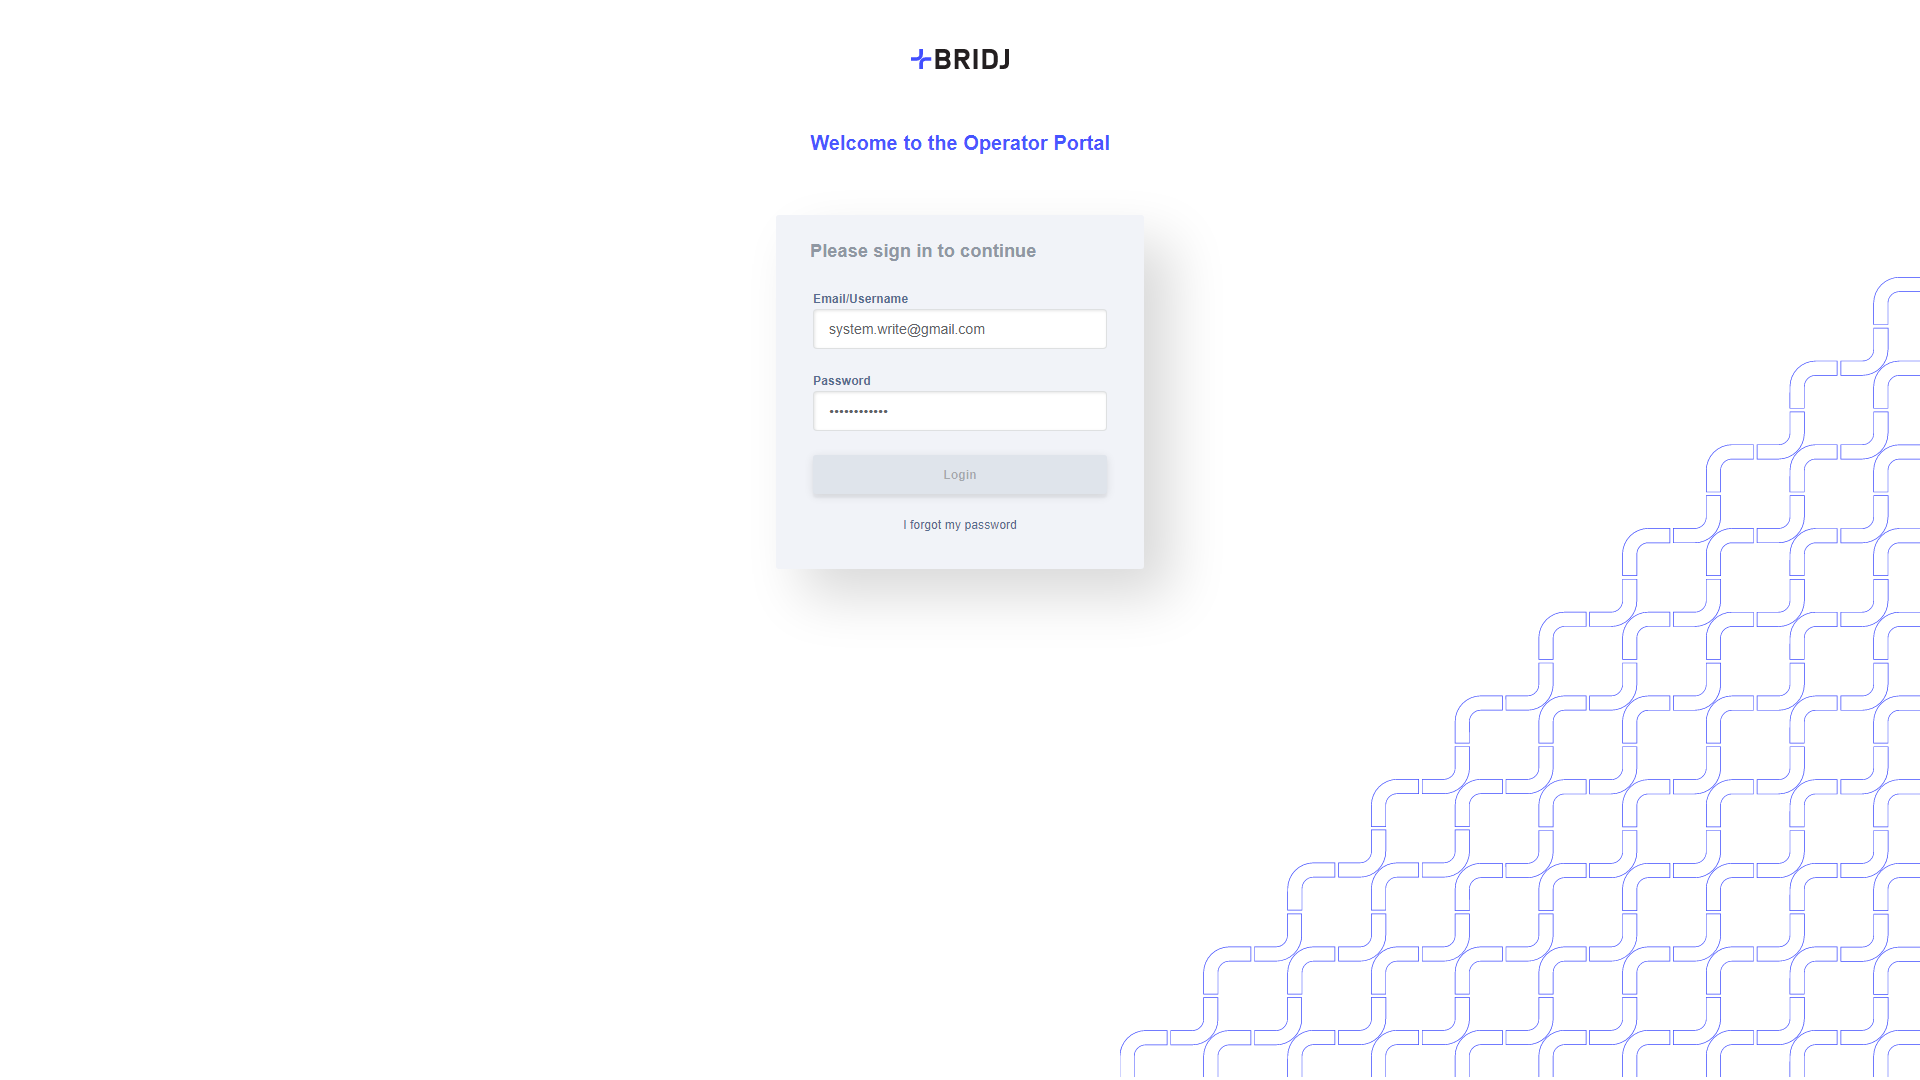 BRIDJ
Welcome to the Operator Portal
Please sign in to continue
Email/Username
system.write@gmail.com
Password
••••••••••••
Login
I forgot my password